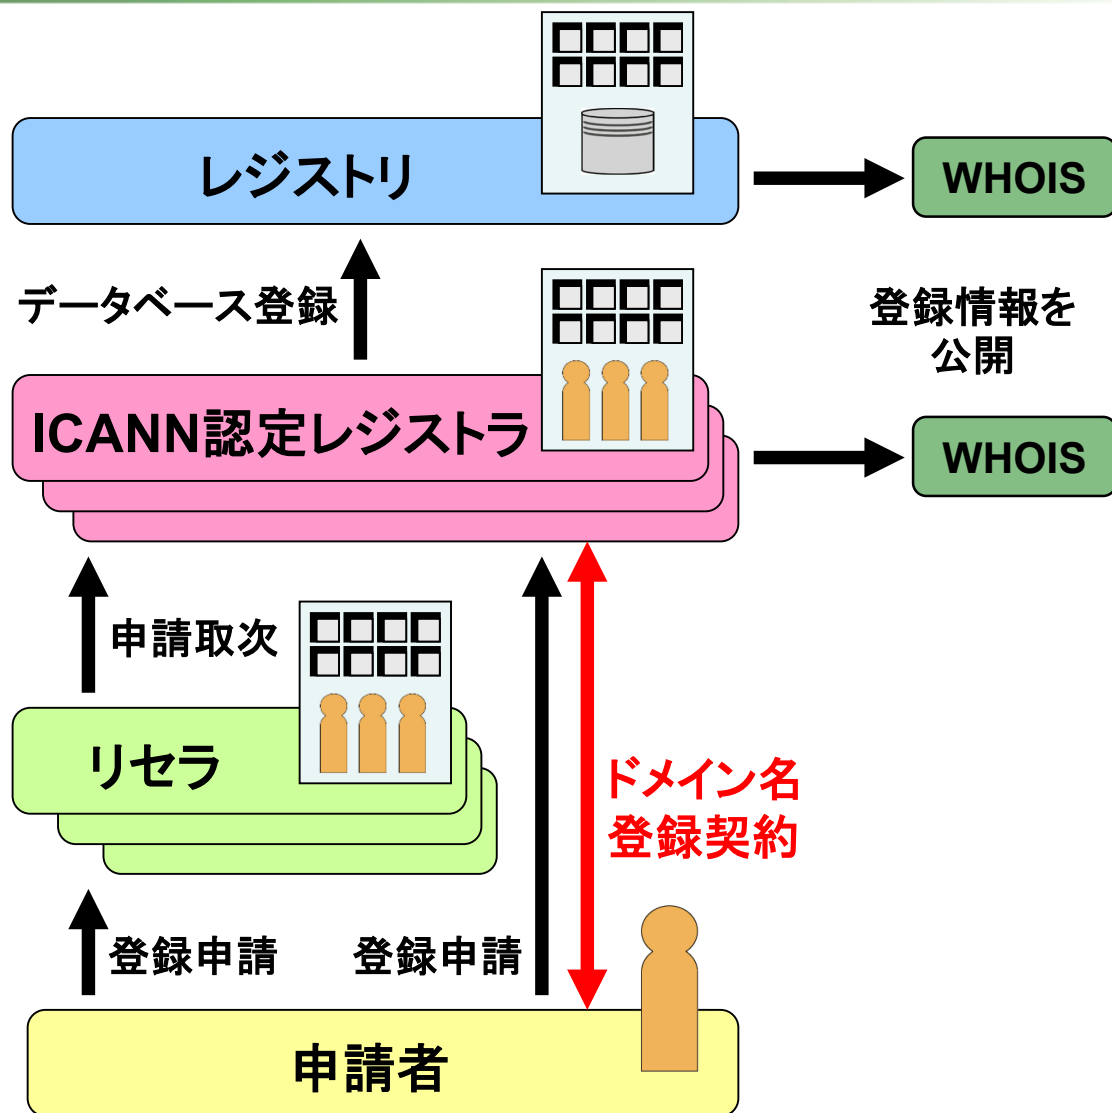 レジストリ
WHOIS
データベース登録
登録情報を
公開
ICANN認定レジストラ
WHOIS
申請取次
リセラ
ドメイン名
登録契約
登録申請
登録申請
申請者